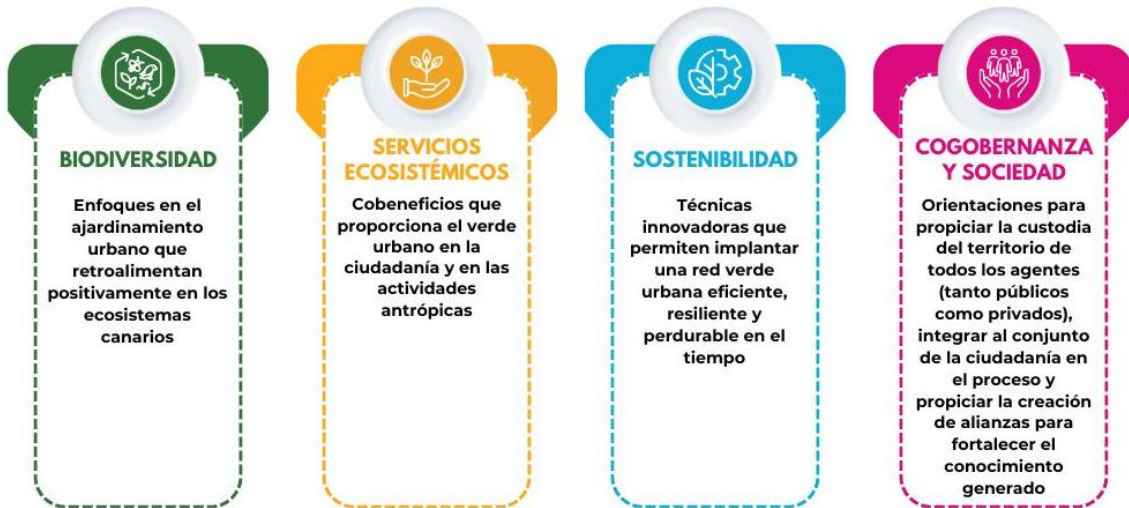 BIODIVERSIDAD
Enfoques en el
ajardinamiento
urbano que
retroalimentan
positivamente en los
ecosistemas
canarios
SERVICIOS
ECOSISTÉMICOS
Cobeneficios que
proporciona el verde
urbano en la
ciudadanía y en las
actividades
antrópicas
SOSTENIBILIDAD
Técnicas
innovadoras que
permiten implantar
una red verde
urbana eficiente,
resiliente y
perdurable en el
tiempo
COGOBERNANZA
Y SOCIEDAD
Orientaciones para
propiciar la custodia
del territorio de
todos los agentes
(tanto públicos
como privados),
integrar al conjunto
de la ciudadanía en
el proceso y
propiciar la creación
de alianzas para
fortalecer el
conocimiento
generado